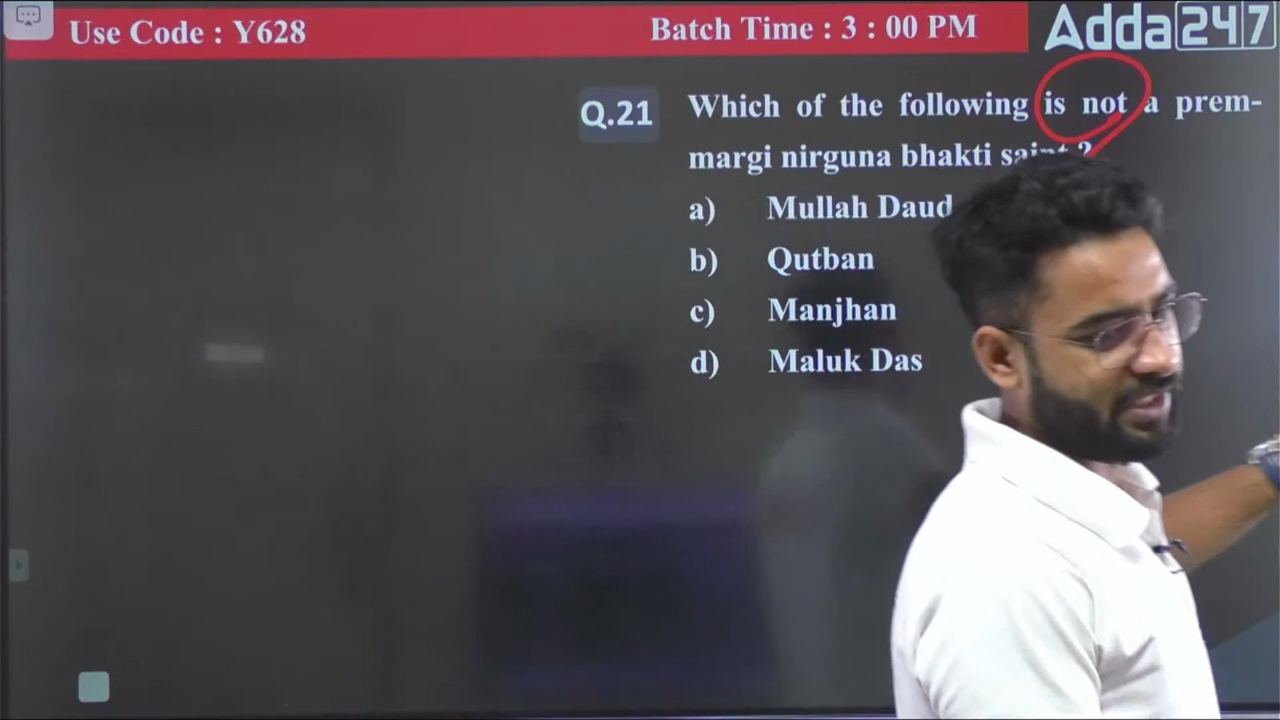 Use Code : Y628
Batch Time : 3 : 00 PM
Adda247
Q.21
Which of the following is not a prem-
margi nirguna bhakti saint ?
a) Mullah Daud
b) Qutban
c) Manjhan
d) Maluk Das